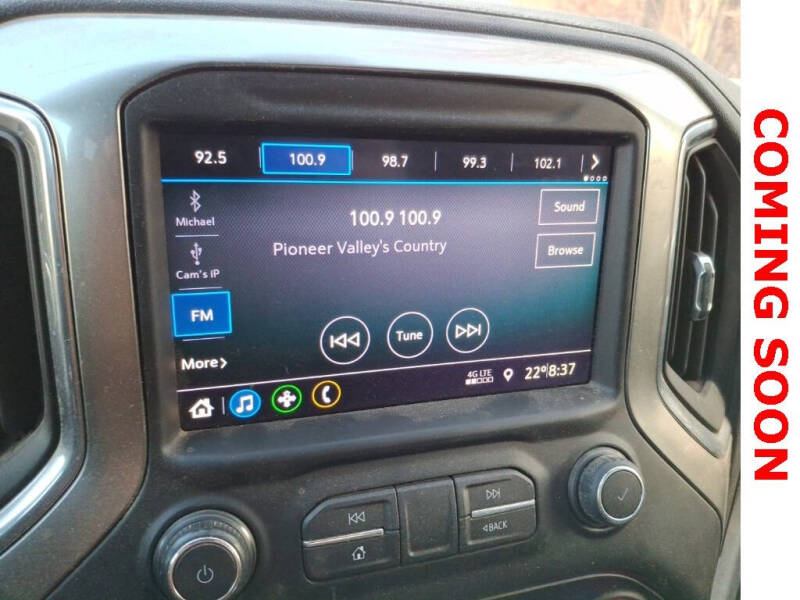 92.5 100.9 98.7 99.3 102.1
Michael
100.9 100.9
Sound
Pioneer Valley's Country
Browse
Cam's iP
FM
Tune
More
4G LTE 22° 8:37
BACK
COMING SOON